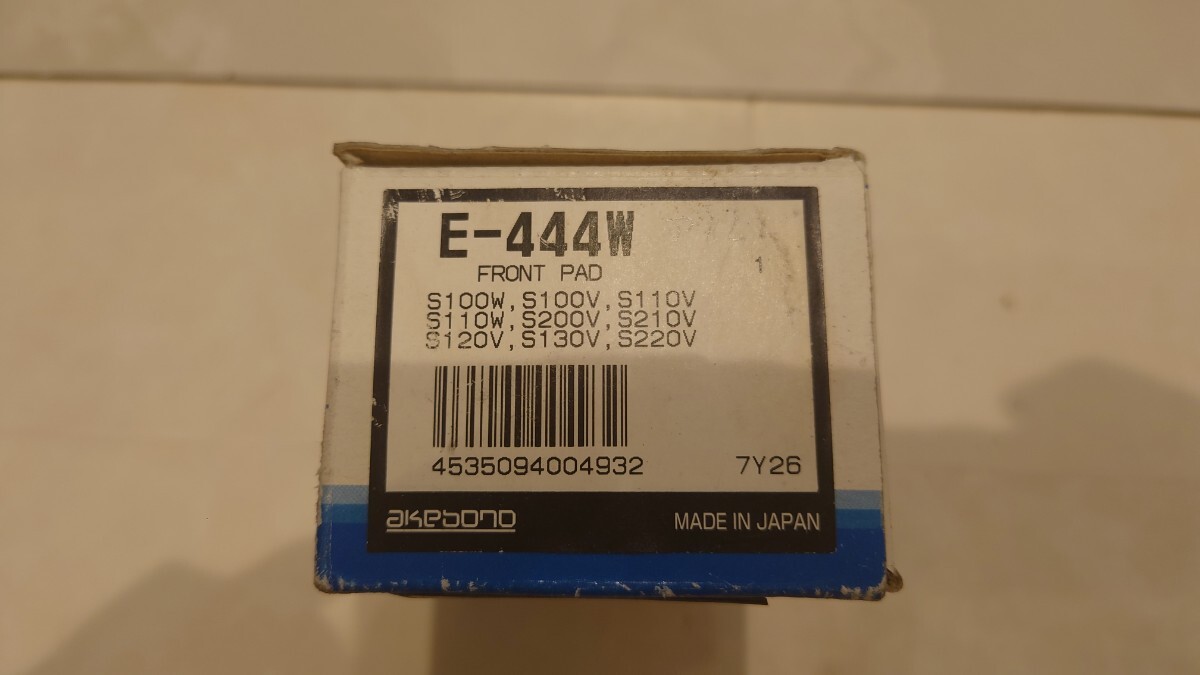 E-444W
FRONT PAD
1
S100W,S100V,S110V
S110W,S200V,S210V
S120V,S130V,S220V
4535094004932
7Y26
akebono
MADE IN JAPAN